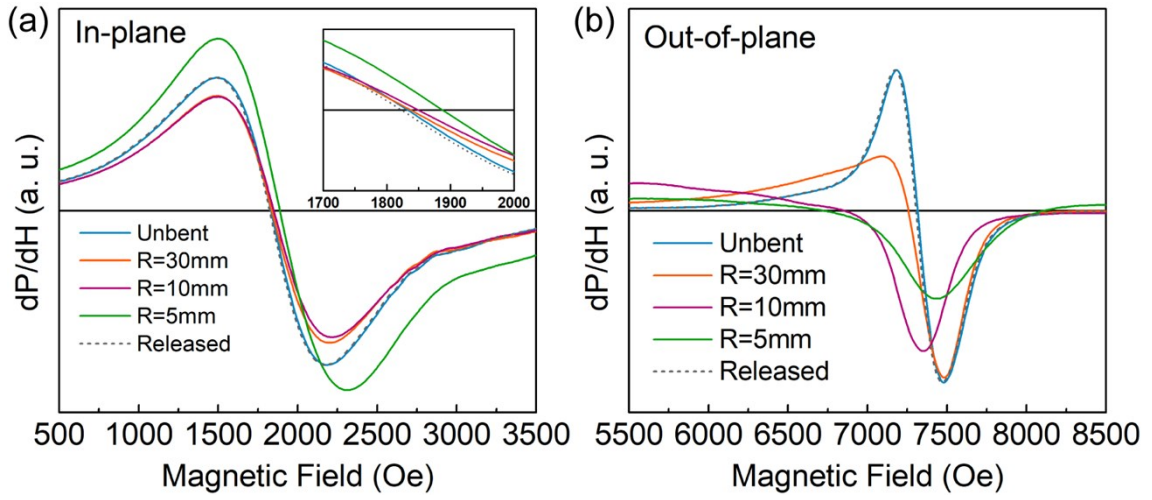 (a)
In-plane
dP/dH (a. u.)
1700 1800 1900 2000
Unbent
R=30mm
R=10mm
R=5mm
Released
500 1000 1500 2000 2500 3000 3500
Magnetic Field (Oe)
(b)
Out-of-plane
dP/dH (a. u.)
Unbent
R=30mm
R=10mm
R=5mm
Released
5500 6000 6500 7000 7500 8000 8500
Magnetic Field (Oe)